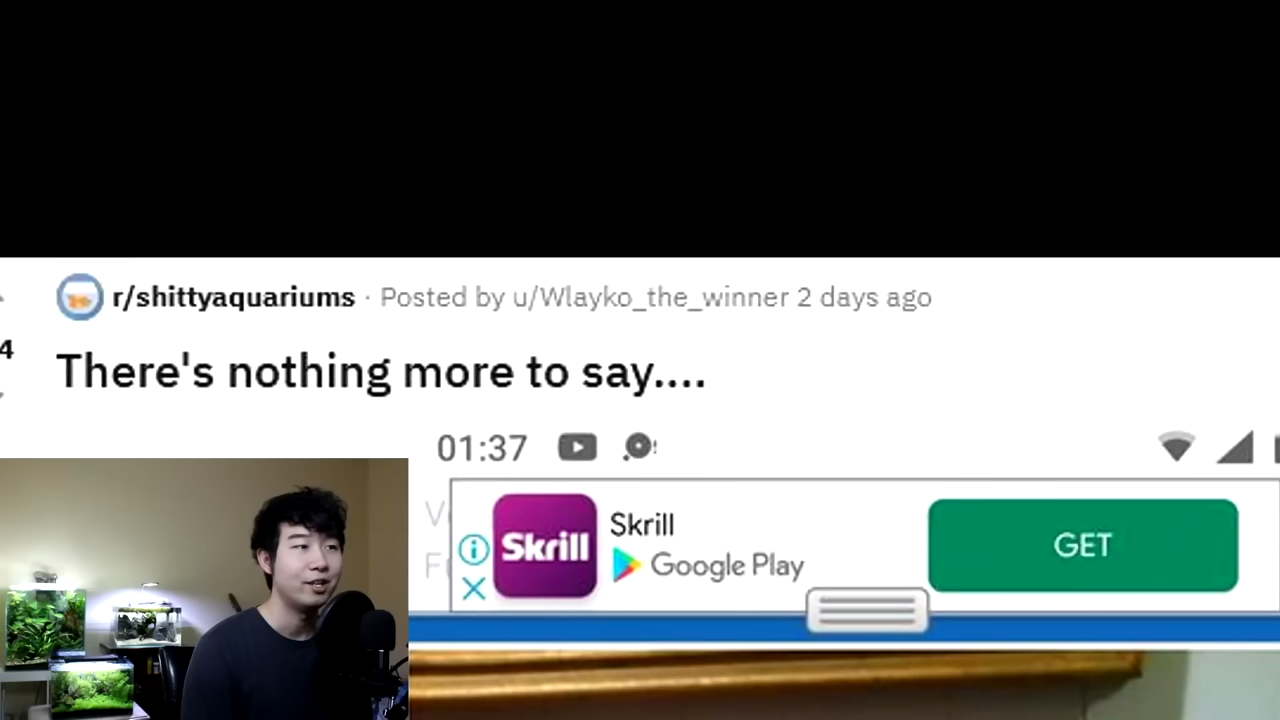 r/shittyaquariums · Posted by u/Wlayko_the_winner 2 days ago
4
There's nothing more to say....
01:37
Skrill
Skrill
Google Play
GET